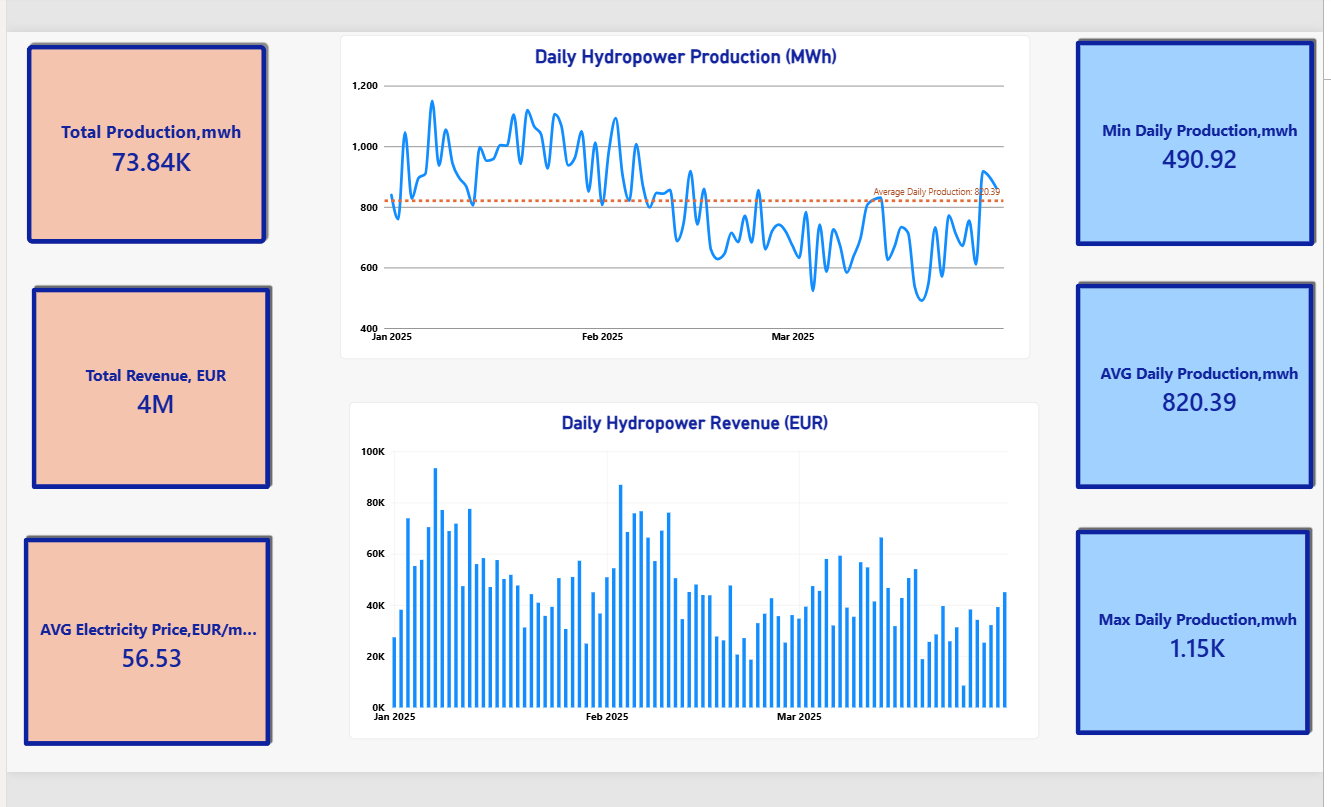 Total Production,mwh
73.84K
Total Revenue, EUR
4M
AVG Electricity Price,EUR/m...
56.53
Daily Hydropower Production (MWh)
1,200
1,000
800
600
400
Average Daily Production: 820.39
Jan 2025 Feb 2025 Mar 2025
Daily Hydropower Revenue (EUR)
100K
80K
60K
40K
20K
0K
Jan 2025 Feb 2025 Mar 2025
Min Daily Production,mwh
490.92
AVG Daily Production,mwh
820.39
Max Daily Production,mwh
1.15K